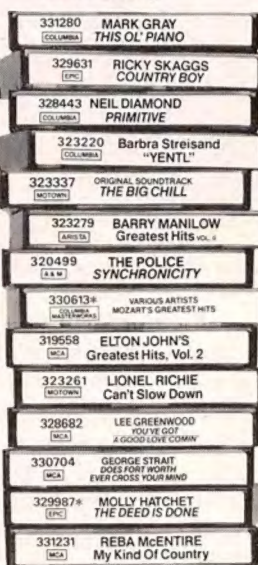 331280 MARK GRAY
COLUMBIA THIS OL' PIANO
329631 RICKY SKAGGS
EPIC COUNTRY BOY
328443 NEIL DIAMOND
COLUMBIA PRIMITIVE
323220 Barbra Streisand
COLUMBIA "YENTL"
323337 ORIGINAL SOUNDTRACK
MOTOWN THE BIG CHILL
323279 BARRY MANILOW
ARISTA Greatest Hits VOL. II
320499 THE POLICE
A&M SYNCHRONICITY
330613* VARIOUS ARTISTS
COLUMBIA MASTERWORKS MOZART'S GREATEST HITS
319558 ELTON JOHN'S
MCA Greatest Hits, Vol. 2
323261 LIONEL RICHIE
MOTOWN Can't Slow Down
328682 LEE GREENWOOD
MCA YOU'VE GOT
A GOOD LOVE COMIN'
330704 GEORGE STRAIT
MCA DOES FORT WORTH
EVER CROSS YOUR MIND
329987* MOLLY HATCHET
EPIC THE DEED IS DONE
331231 REBA McENTIRE
MCA My Kind Of Country